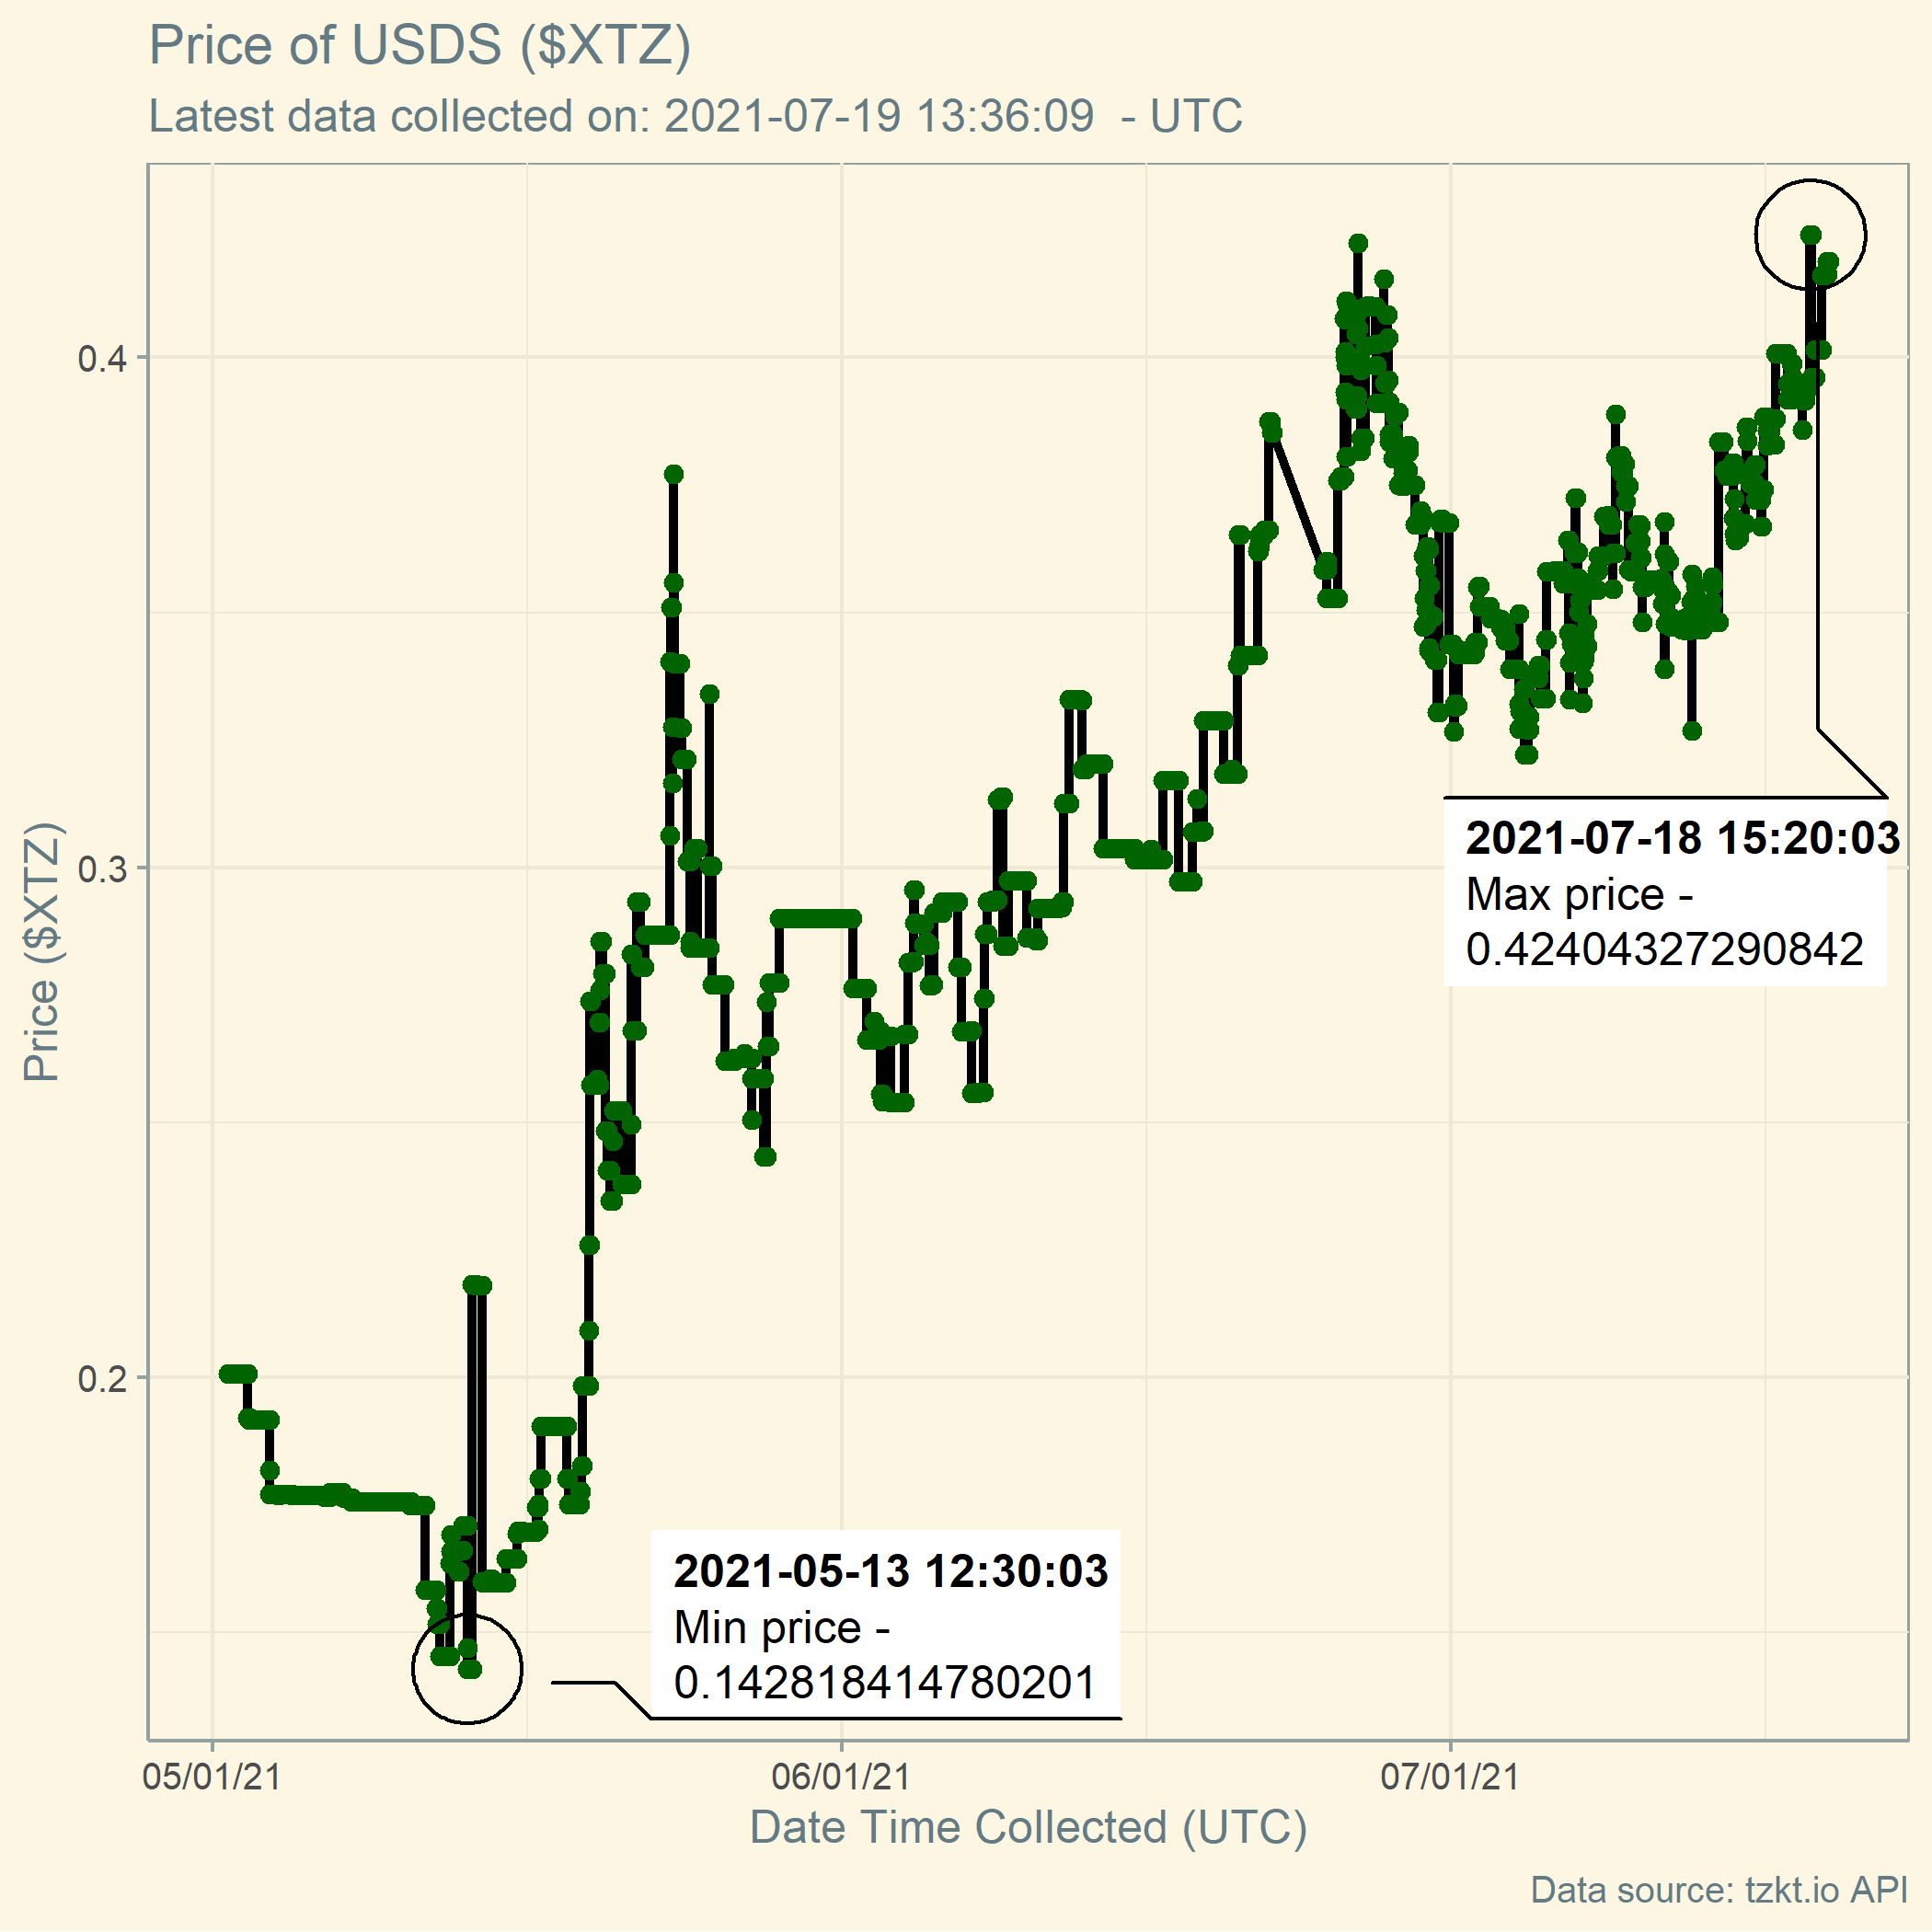 Price of USDS ($XTZ)
Latest data collected on: 2021-07-19 13:36:09  - UTC
Price ($XTZ)
0.4
0.3
0.2
2021-07-18 15:20:03
Max price -
0.42404327290842
2021-05-13 12:30:03
Min price -
0.142818414780201
05/01/21
06/01/21
07/01/21
Date Time Collected (UTC)
Data source: tzkt.io API